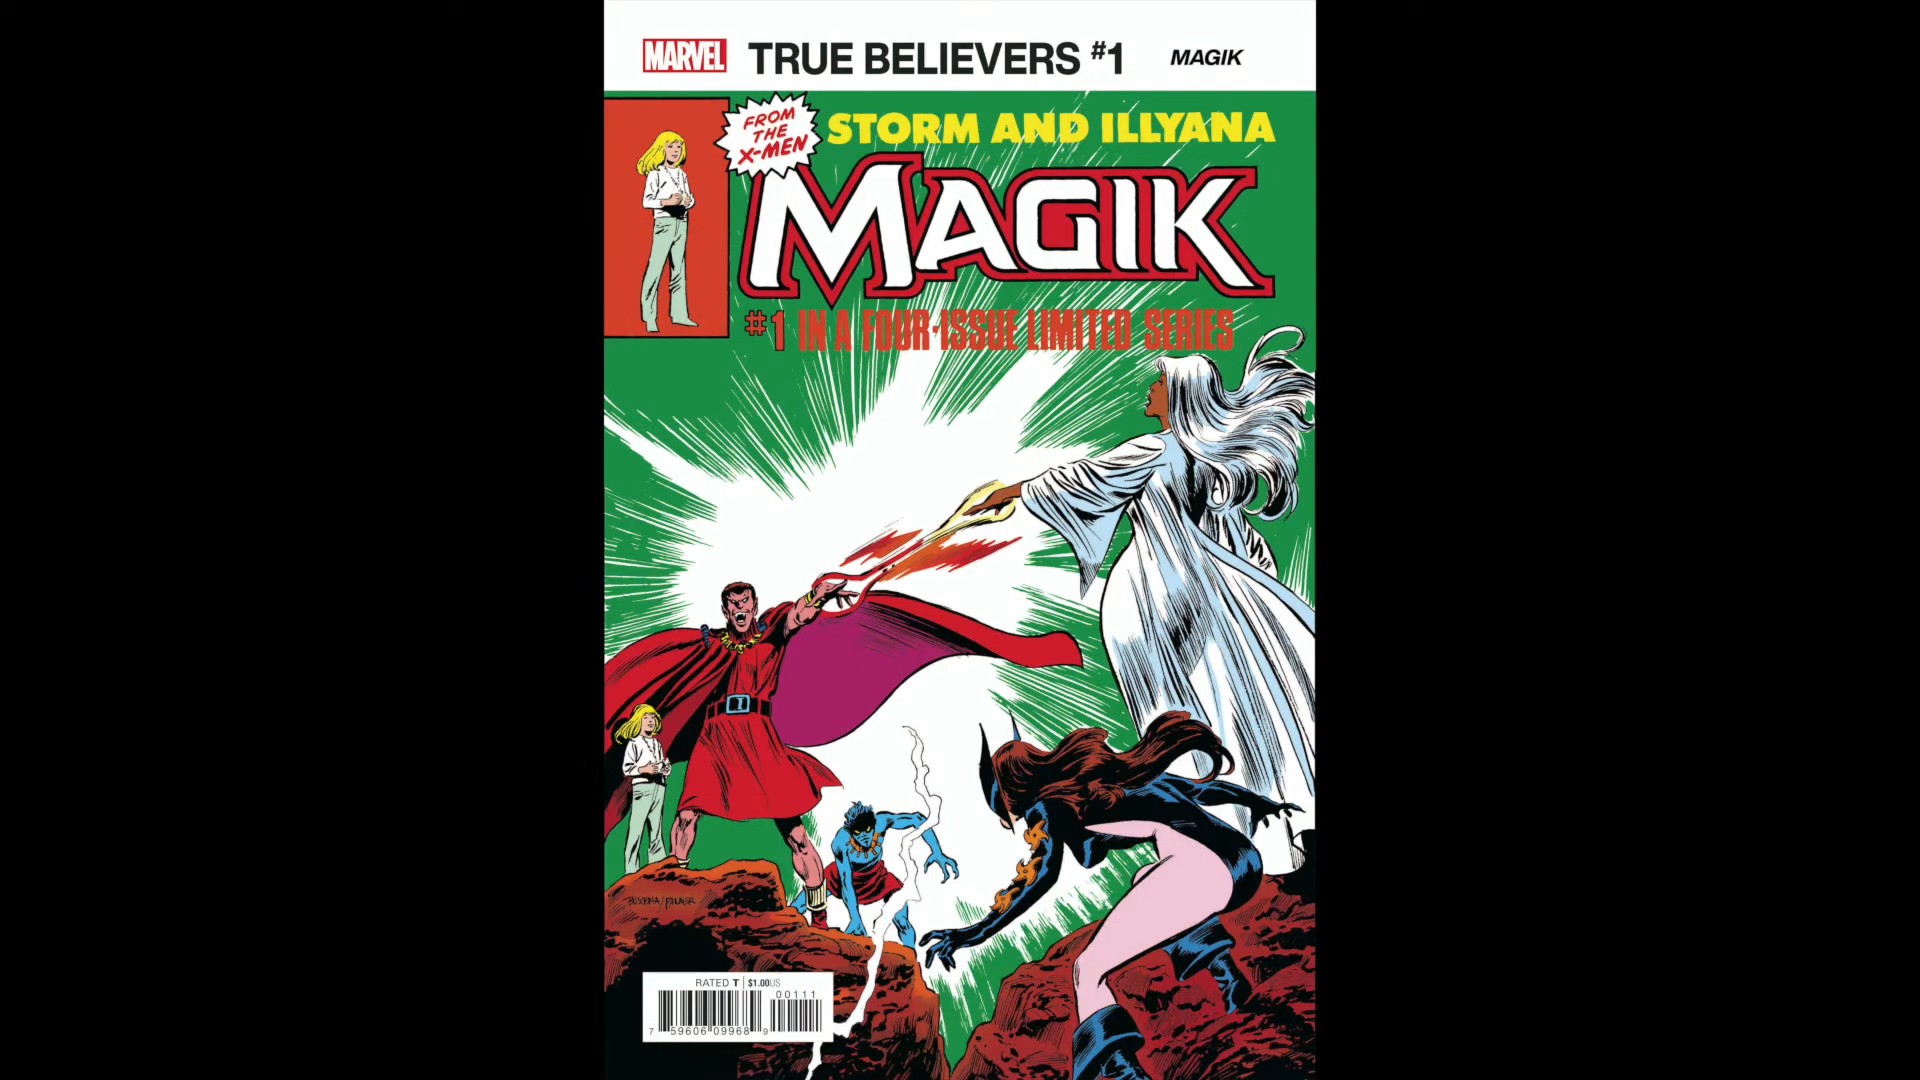 MARVEL TRUE BELIEVERS #1 MAGIK
FROM
THE
X-MEN
STORM AND ILLYANA
MAGIK
#1 IN A FOUR-ISSUE LIMITED SERIES
BUSCEMA/PALMER
RATED T $1.00US
00111
7 59606 09968 9